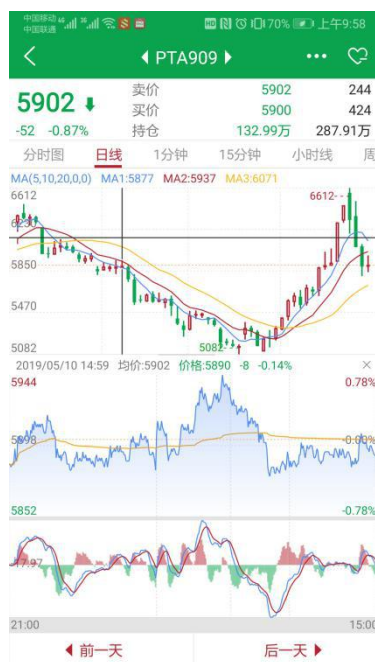 中国移动 46 36 HD 70% 上午9:58
中国联通
PTA909
5902 卖价 5902 244
买价 5900 424
-52 -0.87% 持仓 132.99万 287.91万
分时图 日线 1分钟 15分钟 小时线 周
MA(5,10,20,0,0) MA1:5877 MA2:5937 MA3:6071
6612 6612
5850
5470
5082 5082
2019/05/10 14:59 均价:5902 价格:5890 -8 -0.14% ×
5944 0.78%
5898 -0.00%
5852 -0.78%
21:00 15:00
前一天 后一天